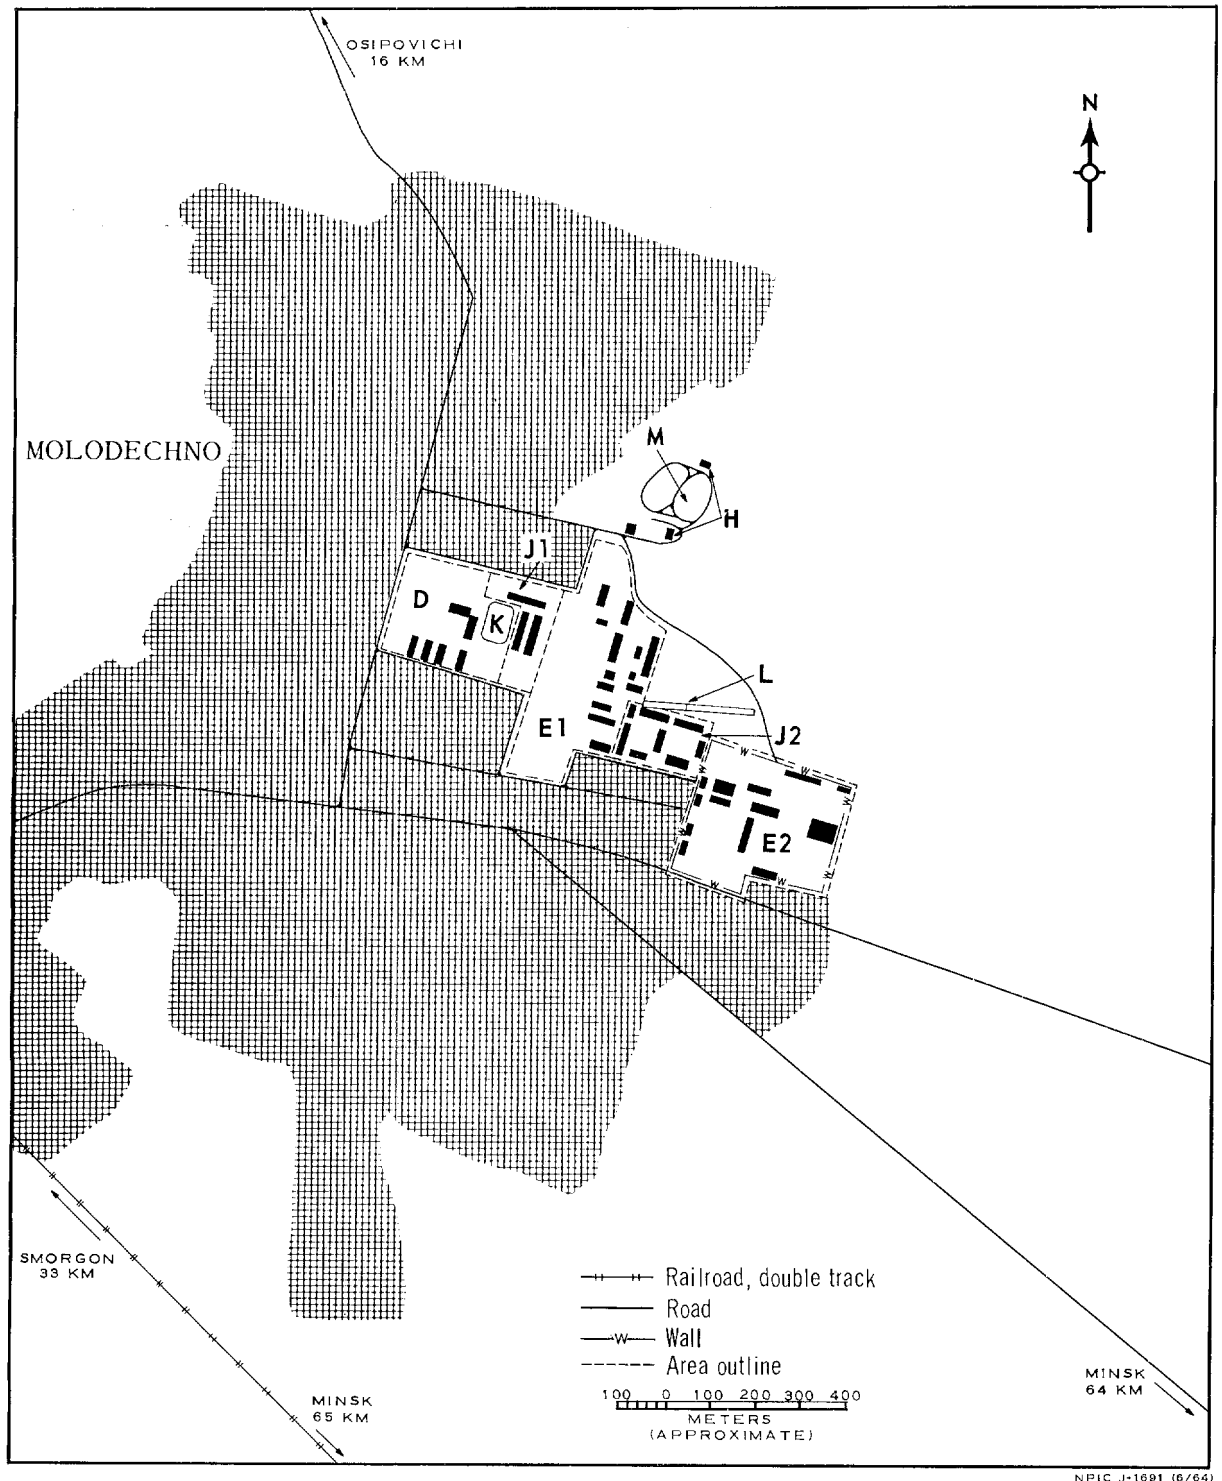 OSIPOVICHI
16 KM
N
MOLODECHNO
M
H
J1
D
K
L
E1
J2
W
W
W
W
W
E2
W
W
W
SMORGON
33 KM
Railroad, double track
Road
W Wall
Area outline
100 0 100 200 300 400
METERS
(APPROXIMATE)
MINSK
65 KM
MINSK
64 KM
NPIC J-1691 (6/64)